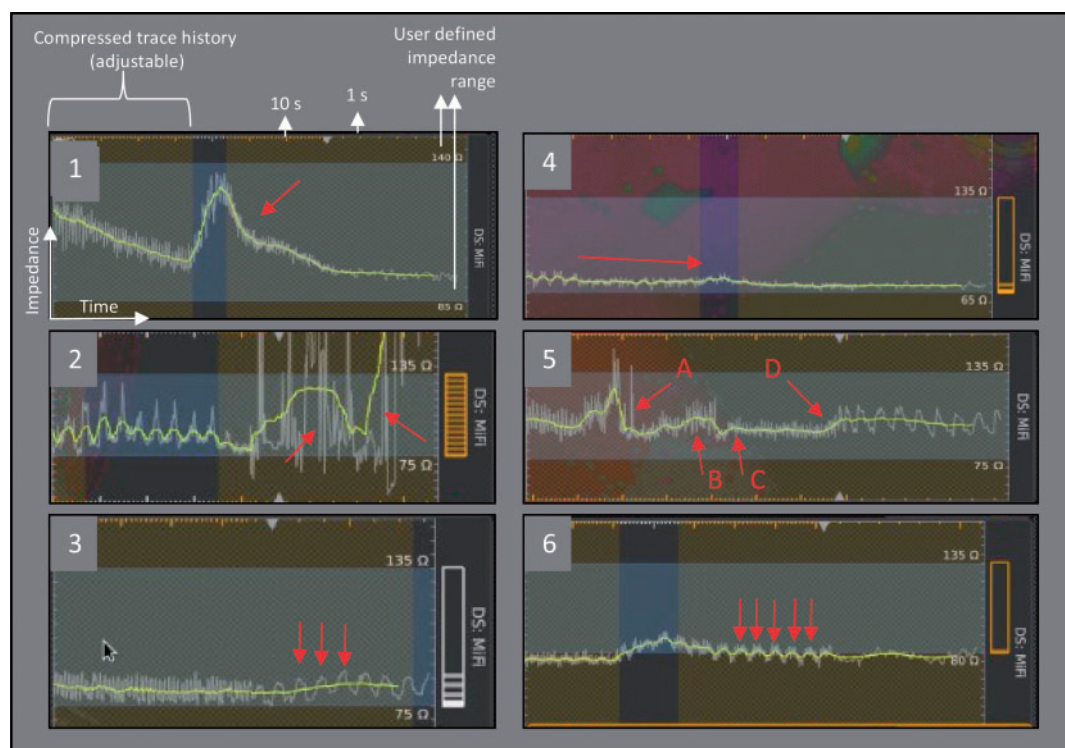 Compressed trace history
(adjustable)
User defined
impedance
range
10 s
1 s
1
140 Ω
85 Ω
DS: MiFi
Impedance
Time
4
135 Ω
65 Ω
DS: MiFi
2
135 Ω
75 Ω
DS: MiFi
5
A
D
B
C
135 Ω
75 Ω
DS: MiFi
3
135 Ω
75 Ω
DS: MiFi
6
135 Ω
80 Ω
DS: MiFi